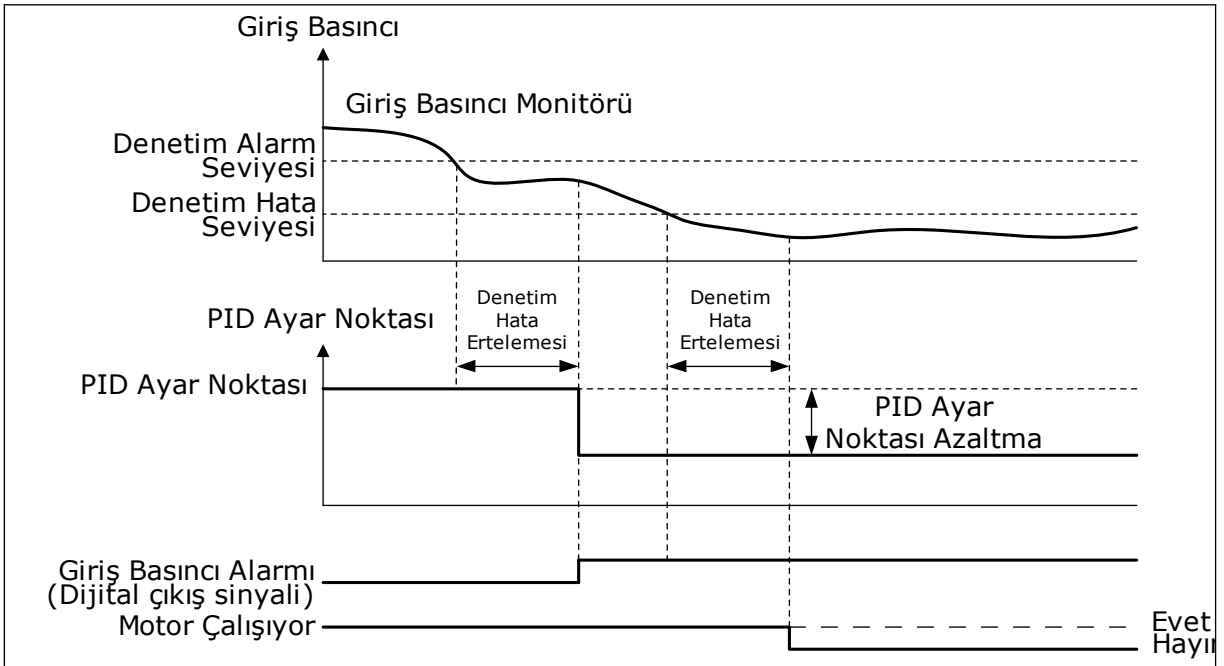 Giriş Basıncı
Giriş Basıncı Monitörü
Denetim Alarm
Seviyesi
Denetim Hata
Seviyesi
Denetim
Hata
Ertelemesi
Denetim
Hata
Ertelemesi
PID Ayar Noktası
PID Ayar Noktası
PID Ayar
Noktası Azaltma
Giriş Basıncı Alarmı
(Dijital çıkış sinyali)
Motor Çalışıyor
Evet
Hayır